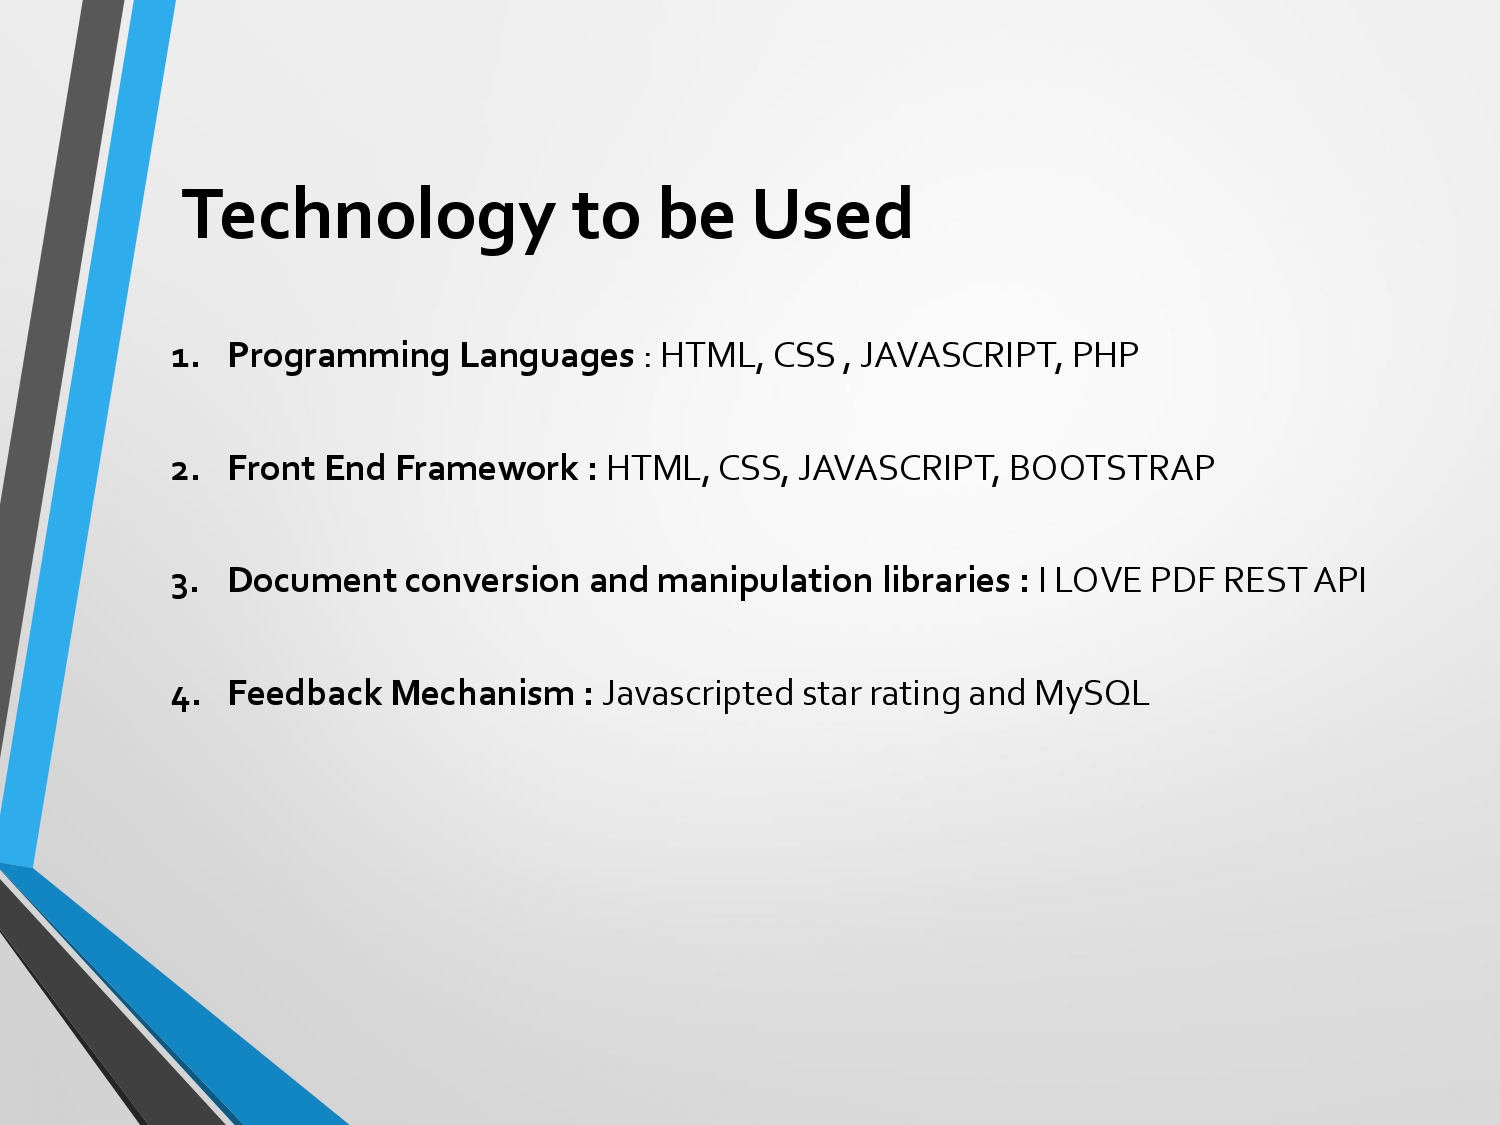 Technology to be Used
1. Programming Languages : HTML, CSS , JAVASCRIPT, PHP
2. Front End Framework : HTML, CSS, JAVASCRIPT, BOOTSTRAP
3. Document conversion and manipulation libraries : I LOVE PDF REST API
4. Feedback Mechanism : Javascripted star rating and MySQL